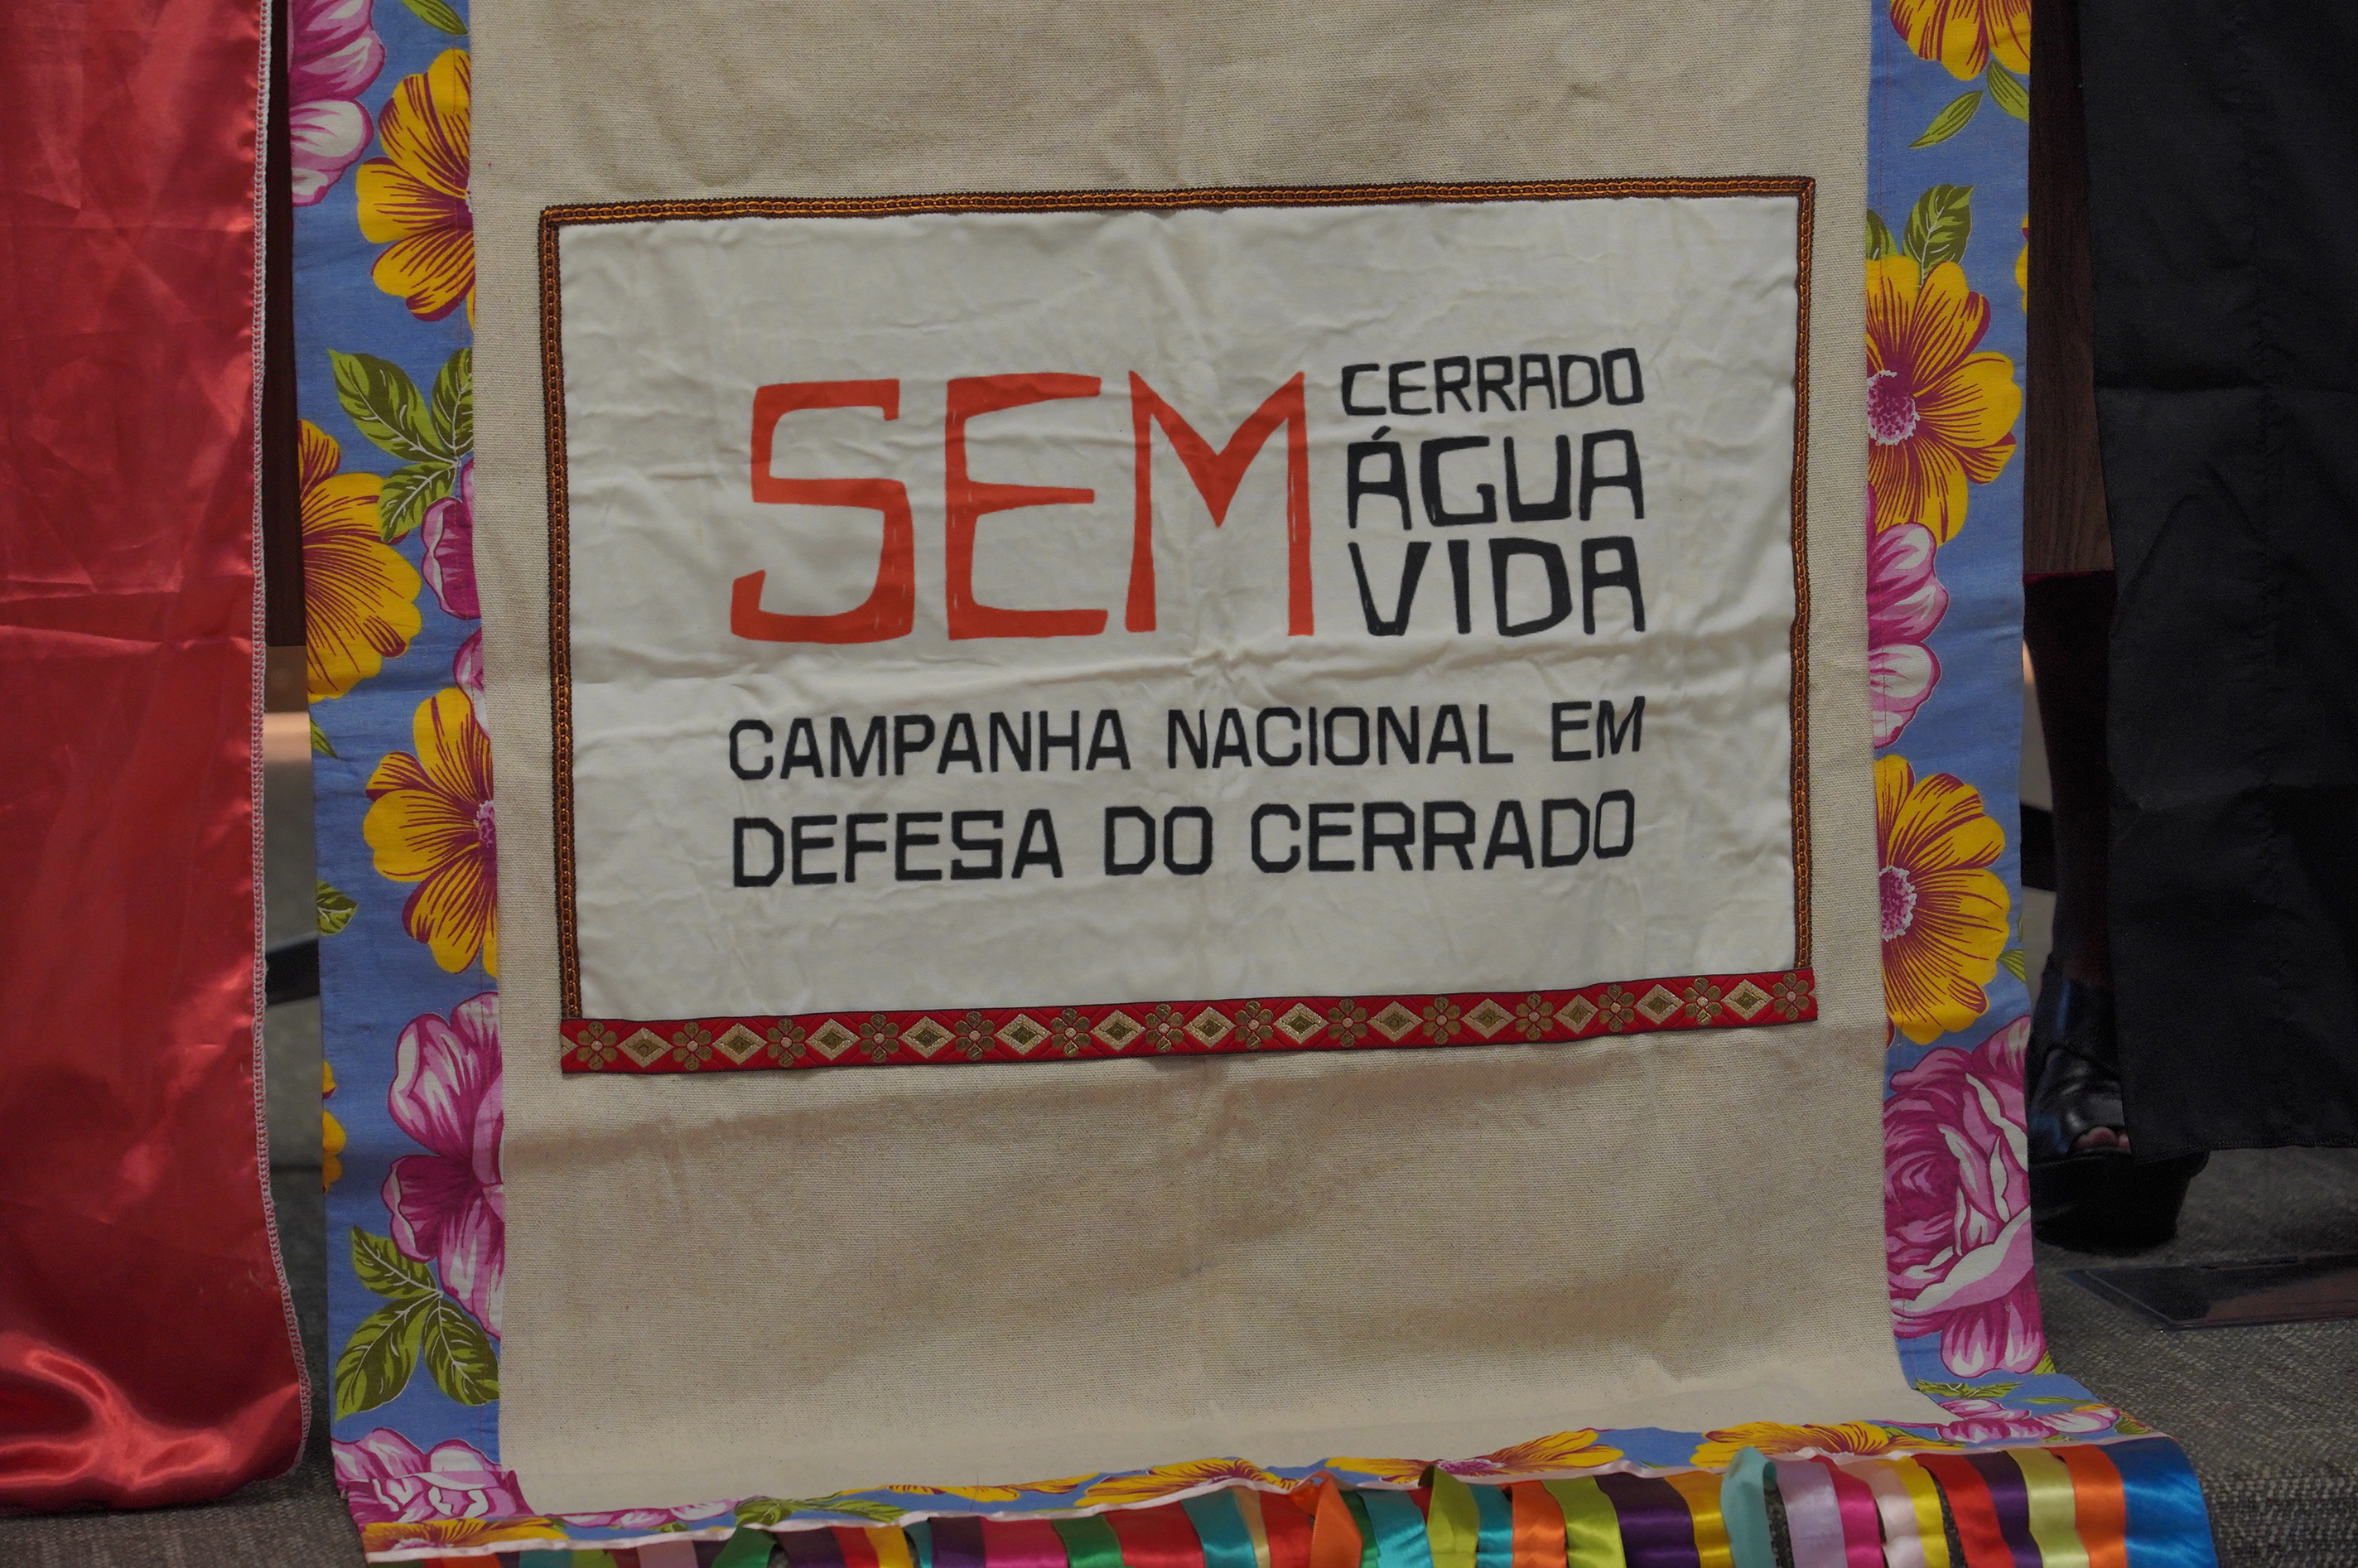 SEM
CERRADO
ÁGUA
VIDA
CAMPANHA NACIONAL EM
DEFESA DO CERRADO